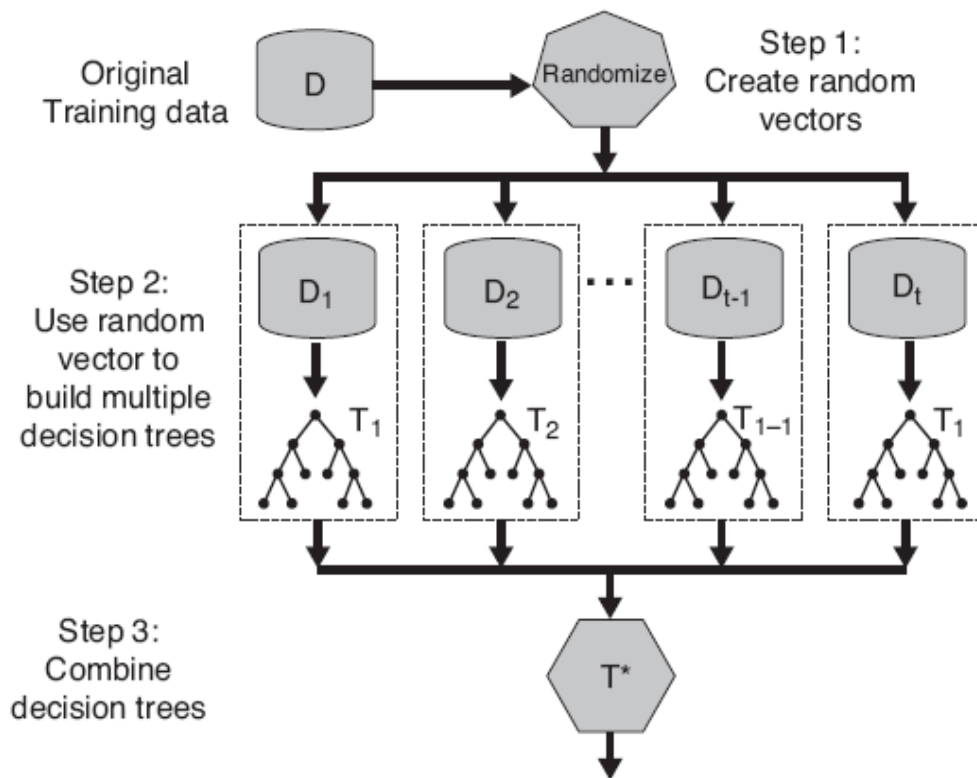 Original
Training data
D
Randomize
Step 1:
Create random
vectors
Step 2:
Use random
vector to
build multiple
decision trees
D₁
D₂
...
Dₜ₋₁
Dₜ
T₁
T₂
T₁₋₁
T₁
Step 3:
Combine
decision trees
T*